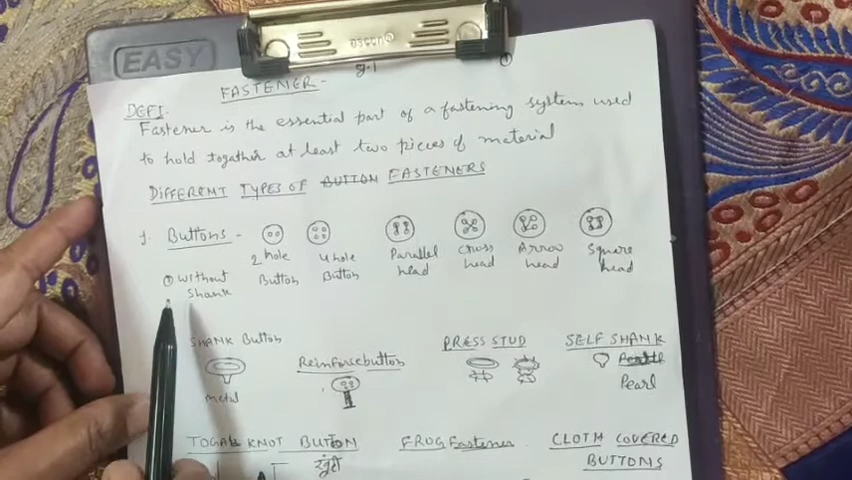 EASY
oscar
FASTENER -
DEFI.
Fastener is the essential part of a fastening system used
to hold together at least two pieces of material
DIFFERENT TYPES OF BUTTON FASTENERS
1. Buttons -
2 hole Button
4 hole Button
Parallel head
Cross head
Arrow head
Square head
① without Shank
SHANK Button
metal
Reinforce button
PRESS STUD
SELF SHANK
Pearl
KNOT BUTTON
खूंटी
FROG Fastener
CLOTH COVERED
BUTTONS